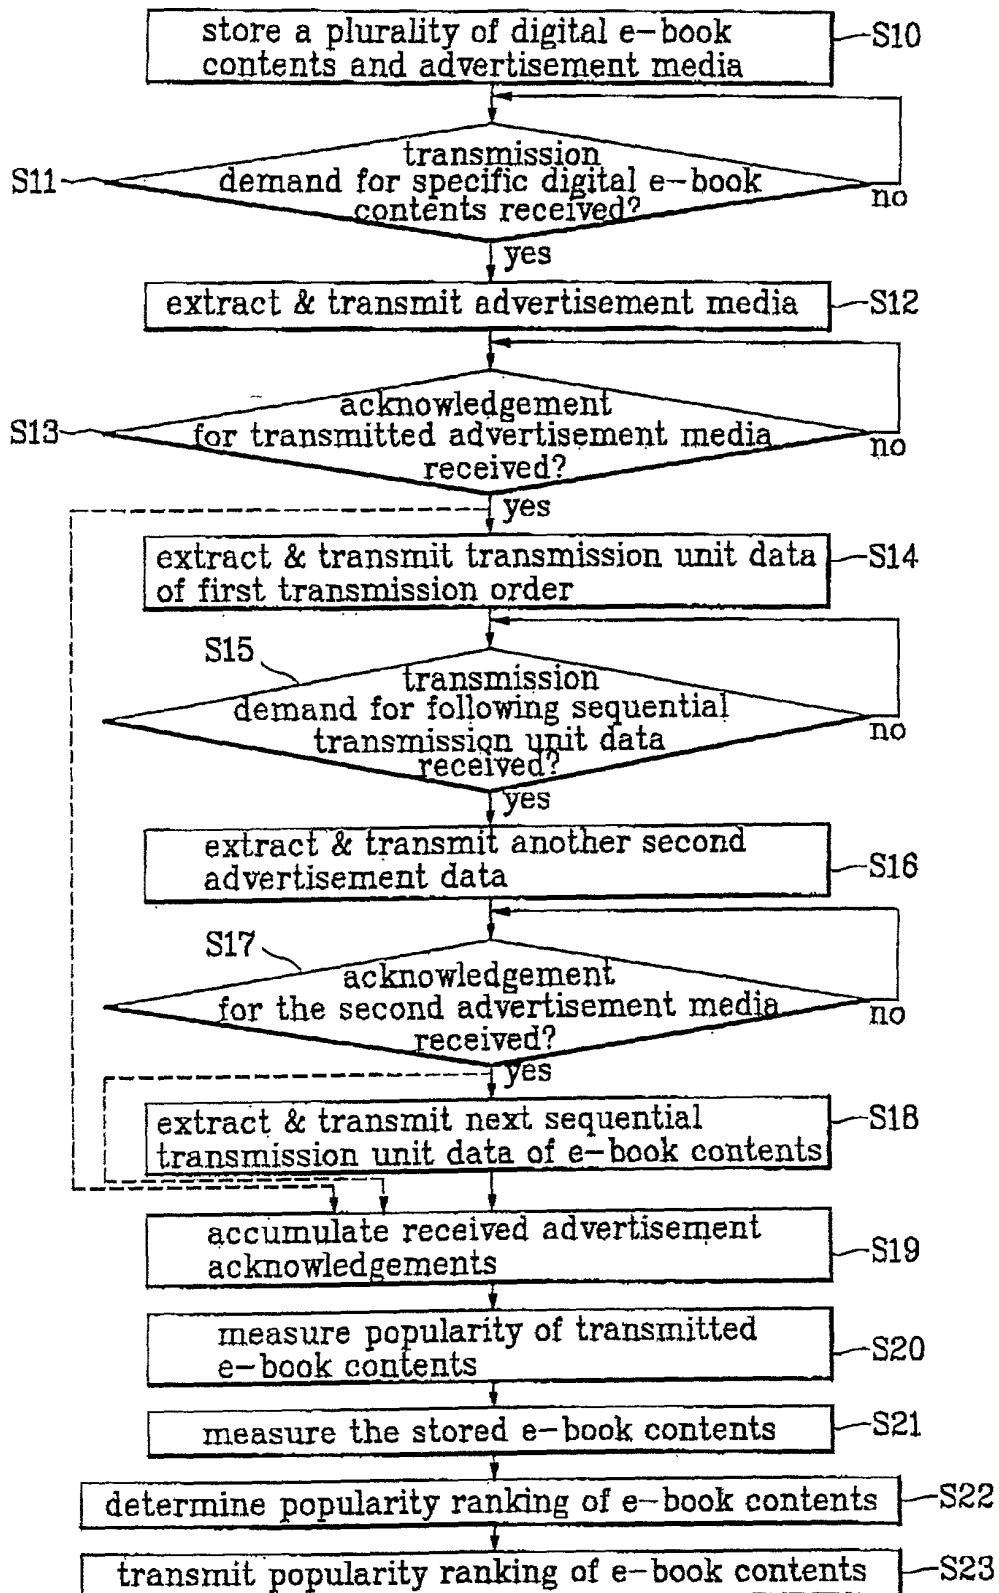 store a plurality of digital e-book
contents and advertisement media
S10
transmission
demand for specific digital e-book
contents received?
S11
no
yes
extract & transmit advertisement media
S12
acknowledgement
for transmitted advertisement media
received?
S13
no
yes
extract & transmit transmission unit data
of first transmission order
S14
S15
transmission
demand for following sequential
transmission unit data
received?
no
yes
extract & transmit another second
advertisement data
S16
S17
acknowledgement
for the second advertisement media
received?
no
yes
extract & transmit next sequential
transmission unit data of e-book contents
S18
accumulate received advertisement
acknowledgements
S19
measure popularity of transmitted
e-book contents
S20
measure the stored e-book contents
S21
determine popularity ranking of e-book contents
S22
transmit popularity ranking of e-book contents
S23